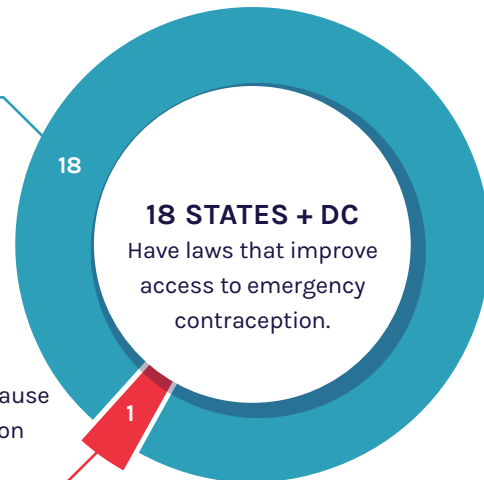 18
18 STATES + DC
Have laws that improve
access to emergency
contraception.
1